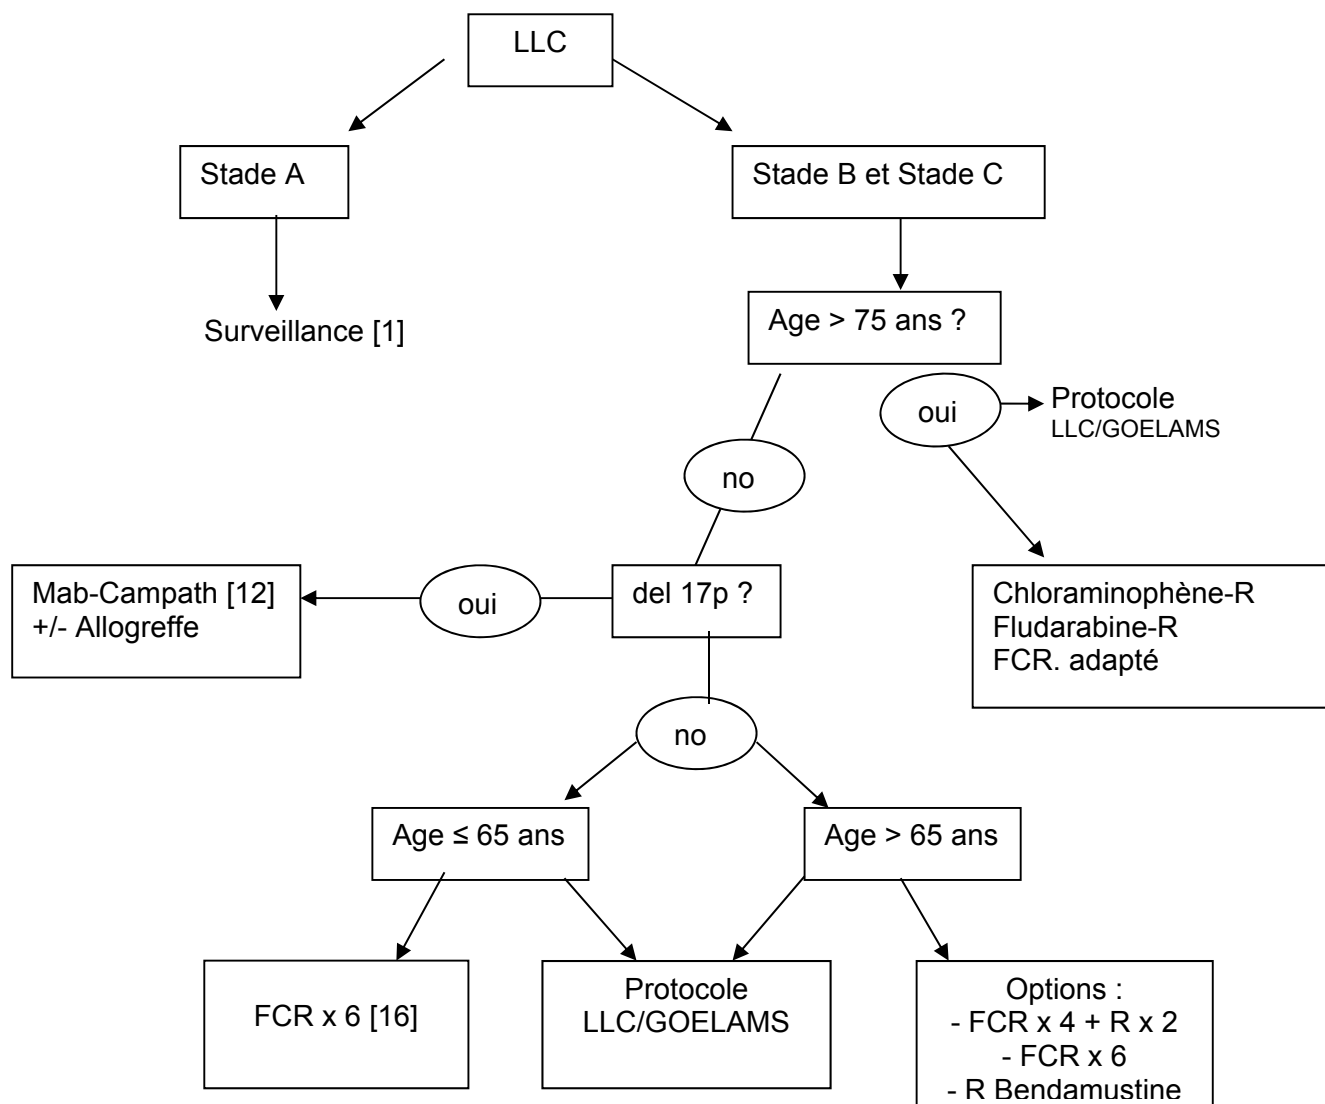 LLC
Stade A
Stade B et Stade C
Surveillance [1]
Age > 75 ans ?
oui
Protocole
LLC/GOELAMS
no
Mab-Campath [12]
+/- Allogreffe
oui
del 17p ?
Chloraminophène-R
Fludarabine-R
FCR. adapté
no
Age ≤ 65 ans
Age > 65 ans
FCR x 6 [16]
Protocole
LLC/GOELAMS
Options :
- FCR x 4 + R x 2
- FCR x 6
- R Bendamustine